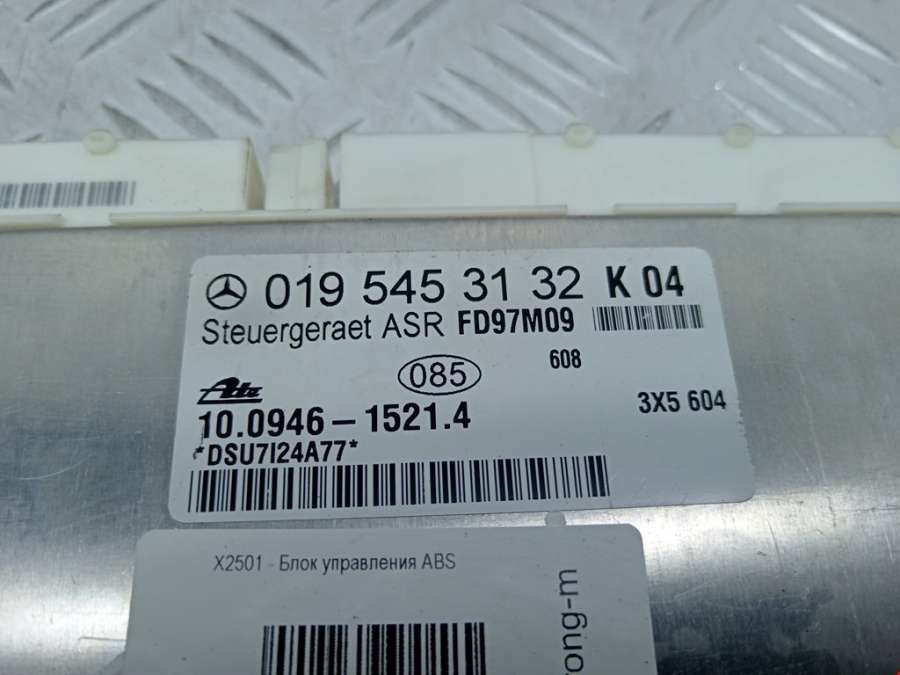 019 545 31 32 K 04
Steuergeraet ASR FD97M09
085 608
Ate
10.0946-1521.4 3X5 604
*DSU7I24A77*
X2501 - Блок управления ABS
ong-m